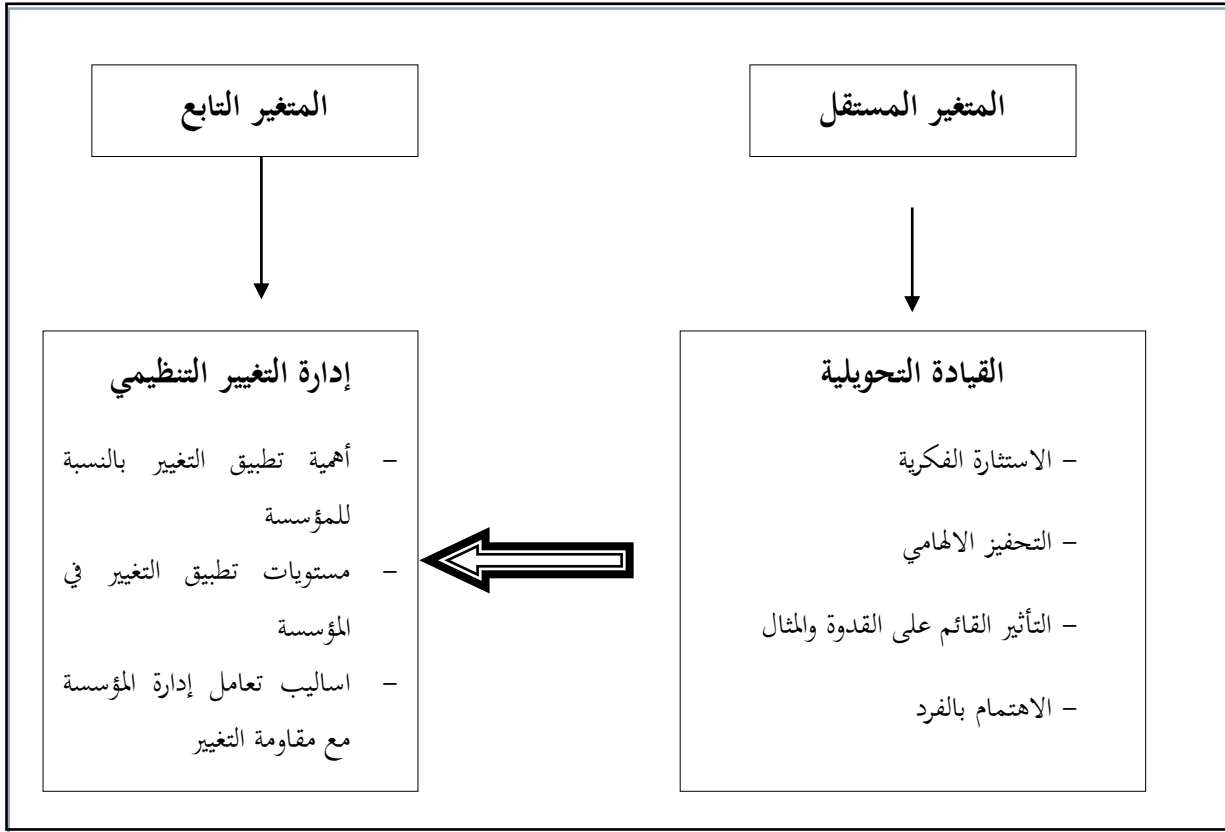 المتغير المستقل
القيادة التحويلية
– الاستثارة الفكرية
– التحفيز الالهامي
– التأثير القائم على القدوة والمثال
– الاهتمام بالفرد
المتغير التابع
إدارة التغيير التنظيمي
– أهمية تطبيق التغيير بالنسبة
للمؤسسة
– مستويات تطبيق التغيير في
المؤسسة
– اساليب تعامل إدارة المؤسسة
مع مقاومة التغيير